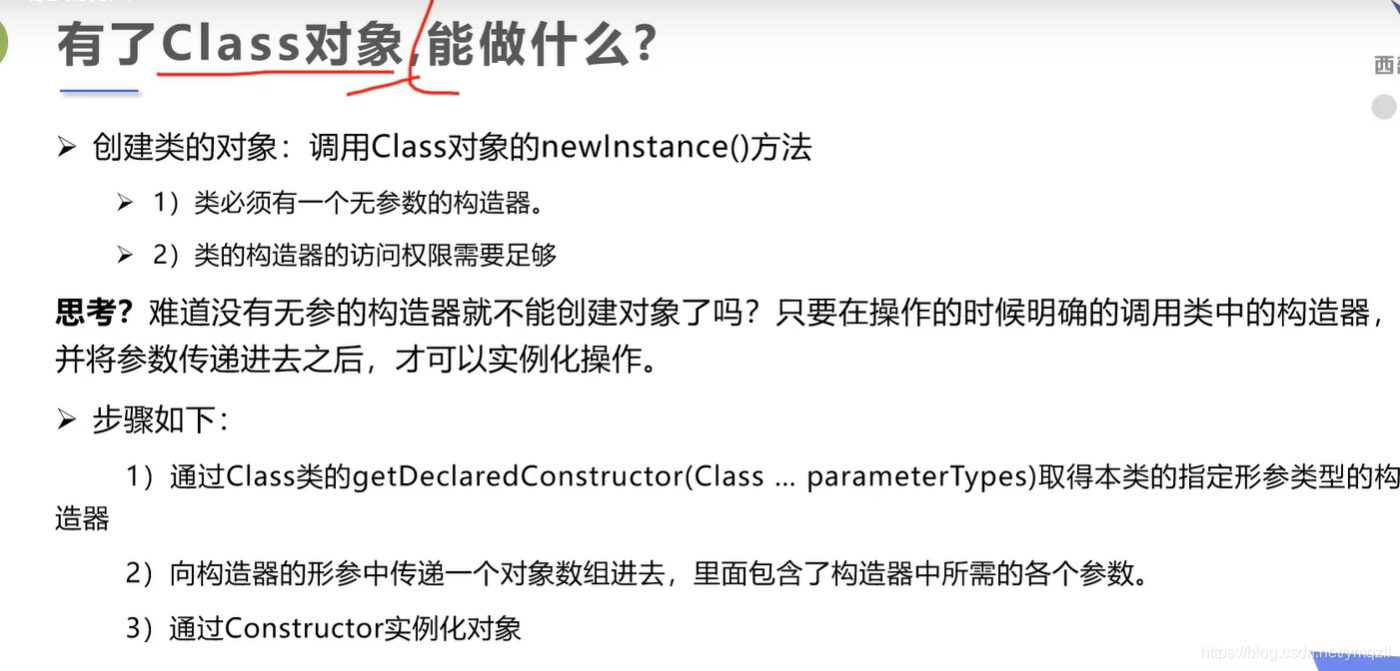 有了Class对象,能做什么？
西
➢ 创建类的对象：调用Class对象的newInstance()方法
➢ 1）类必须有一个无参数的构造器。
➢ 2）类的构造器的访问权限需要足够
思考？难道没有无参的构造器就不能创建对象了吗？只要在操作的时候明确的调用类中的构造器，
并将参数传递进去之后，才可以实例化操作。
➢ 步骤如下：
1）通过Class类的getDeclaredConstructor(Class … parameterTypes)取得本类的指定形参类型的构
造器
2）向构造器的形参中传递一个对象数组进去，里面包含了构造器中所需的各个参数。
3）通过Constructor实例化对象